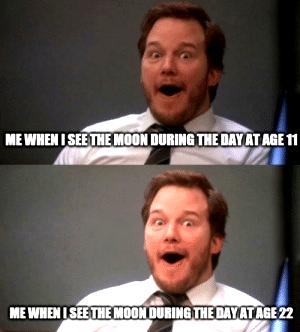 ME WHEN I SEE THE MOON DURING THE DAY AT AGE 11
ME WHEN I SEE THE MOON DURING THE DAY AT AGE 22